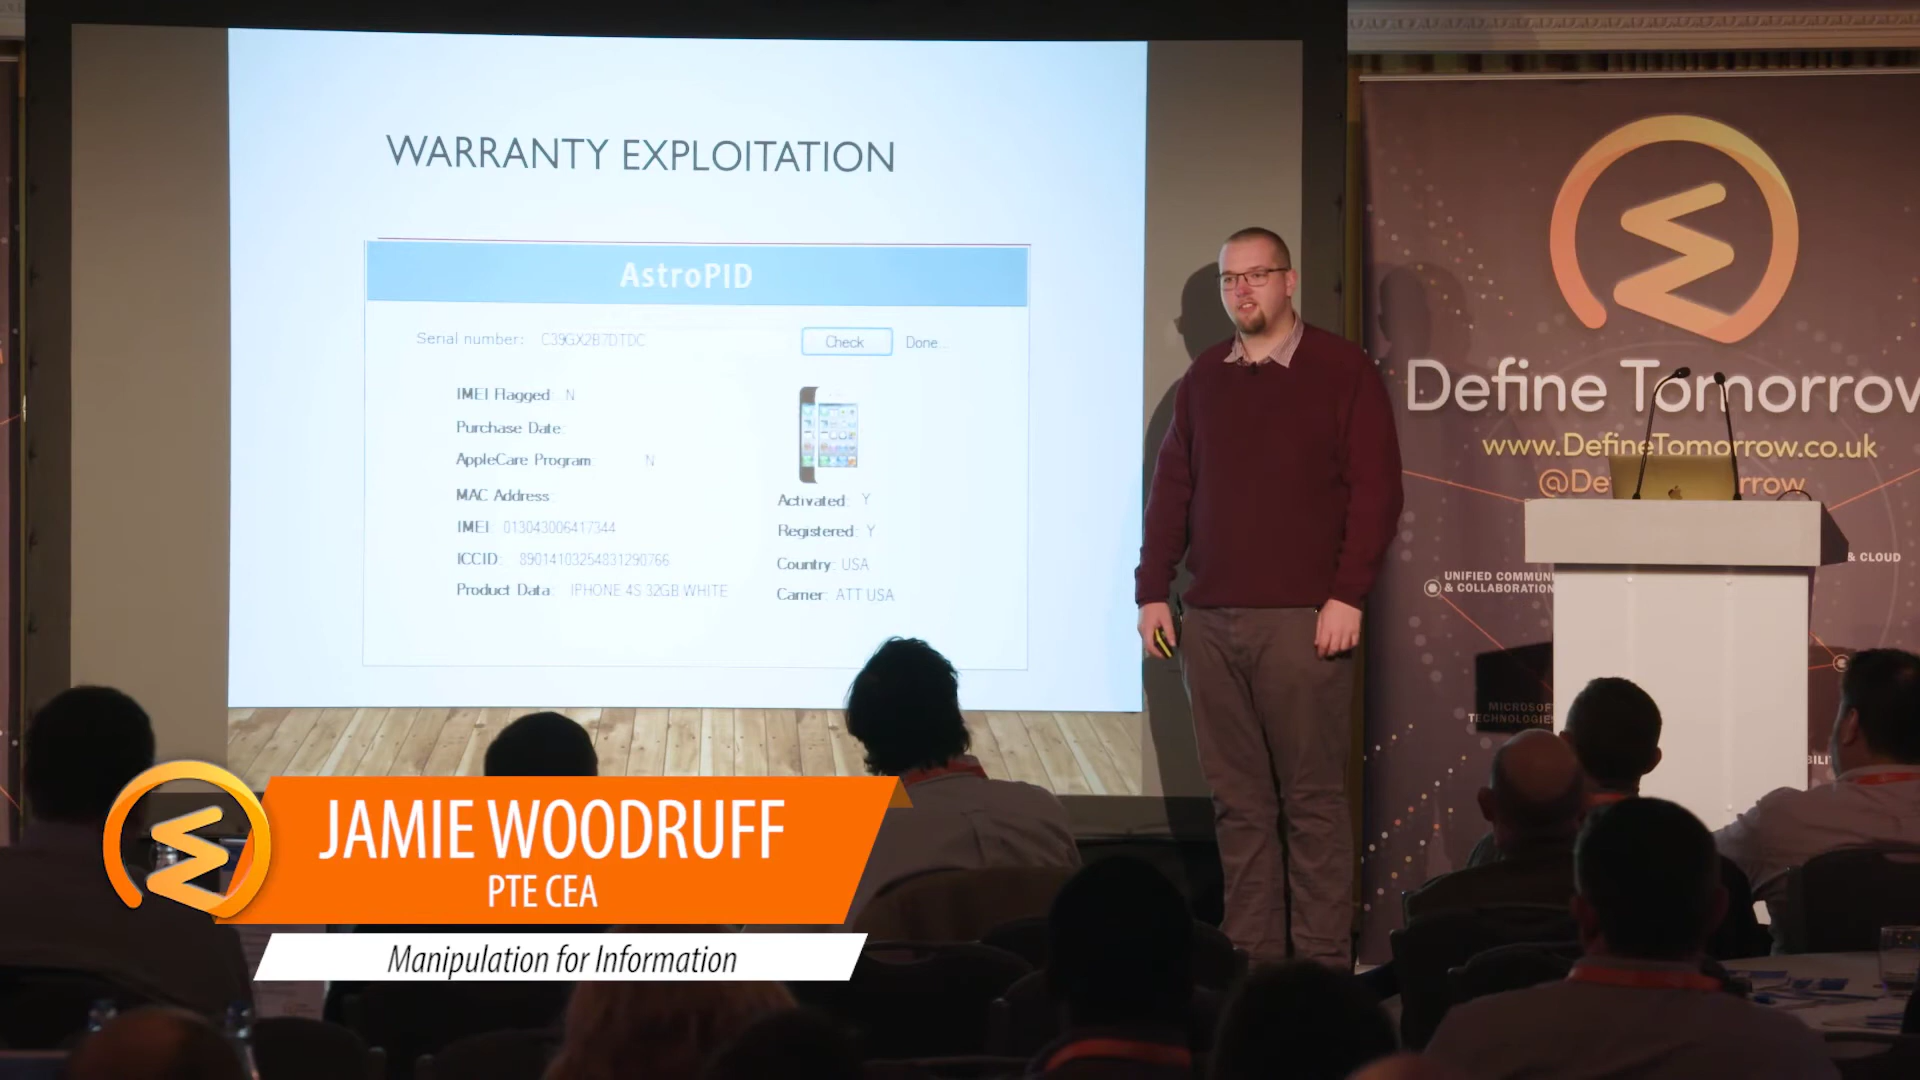 WARRANTY EXPLOITATION
AstroPID
Serial number: C39GX2B7DTDC Check Done...
IMEI Flagged: N
Purchase Date:
AppleCare Program: N
MAC Address:
IMEI: 013043006417344
ICCID: 89014103254831290766
Product Data: IPHONE 4S 32GB WHITE
Activated: Y
Registered: Y
Country: USA
Carrier: ATT USA
Define Tomorrow
www.DefineTomorrow.co.uk
& CLOUD
UNIFIED
& COLLABORATION
MICROSOFT
JAMIE WOODRUFF
PTE CEA
Manipulation for Information